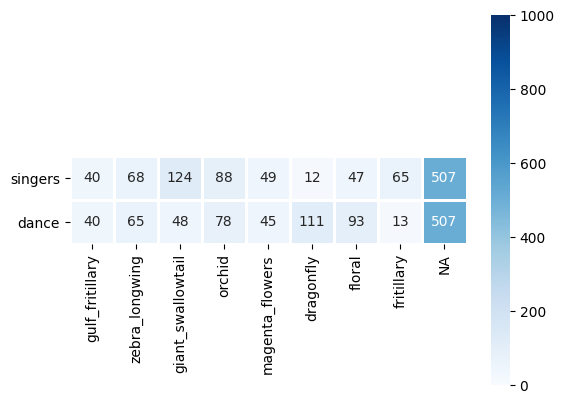 1000
800
600
400
200
0
singers 40 68 124 88 49 12 47 65 507
dance 40 65 48 78 45 111 93 13 507
gulf_fritillary
zebra_longwing
giant_swallowtail
orchid
magenta_flowers
dragonfly
floral
fritillary
NA